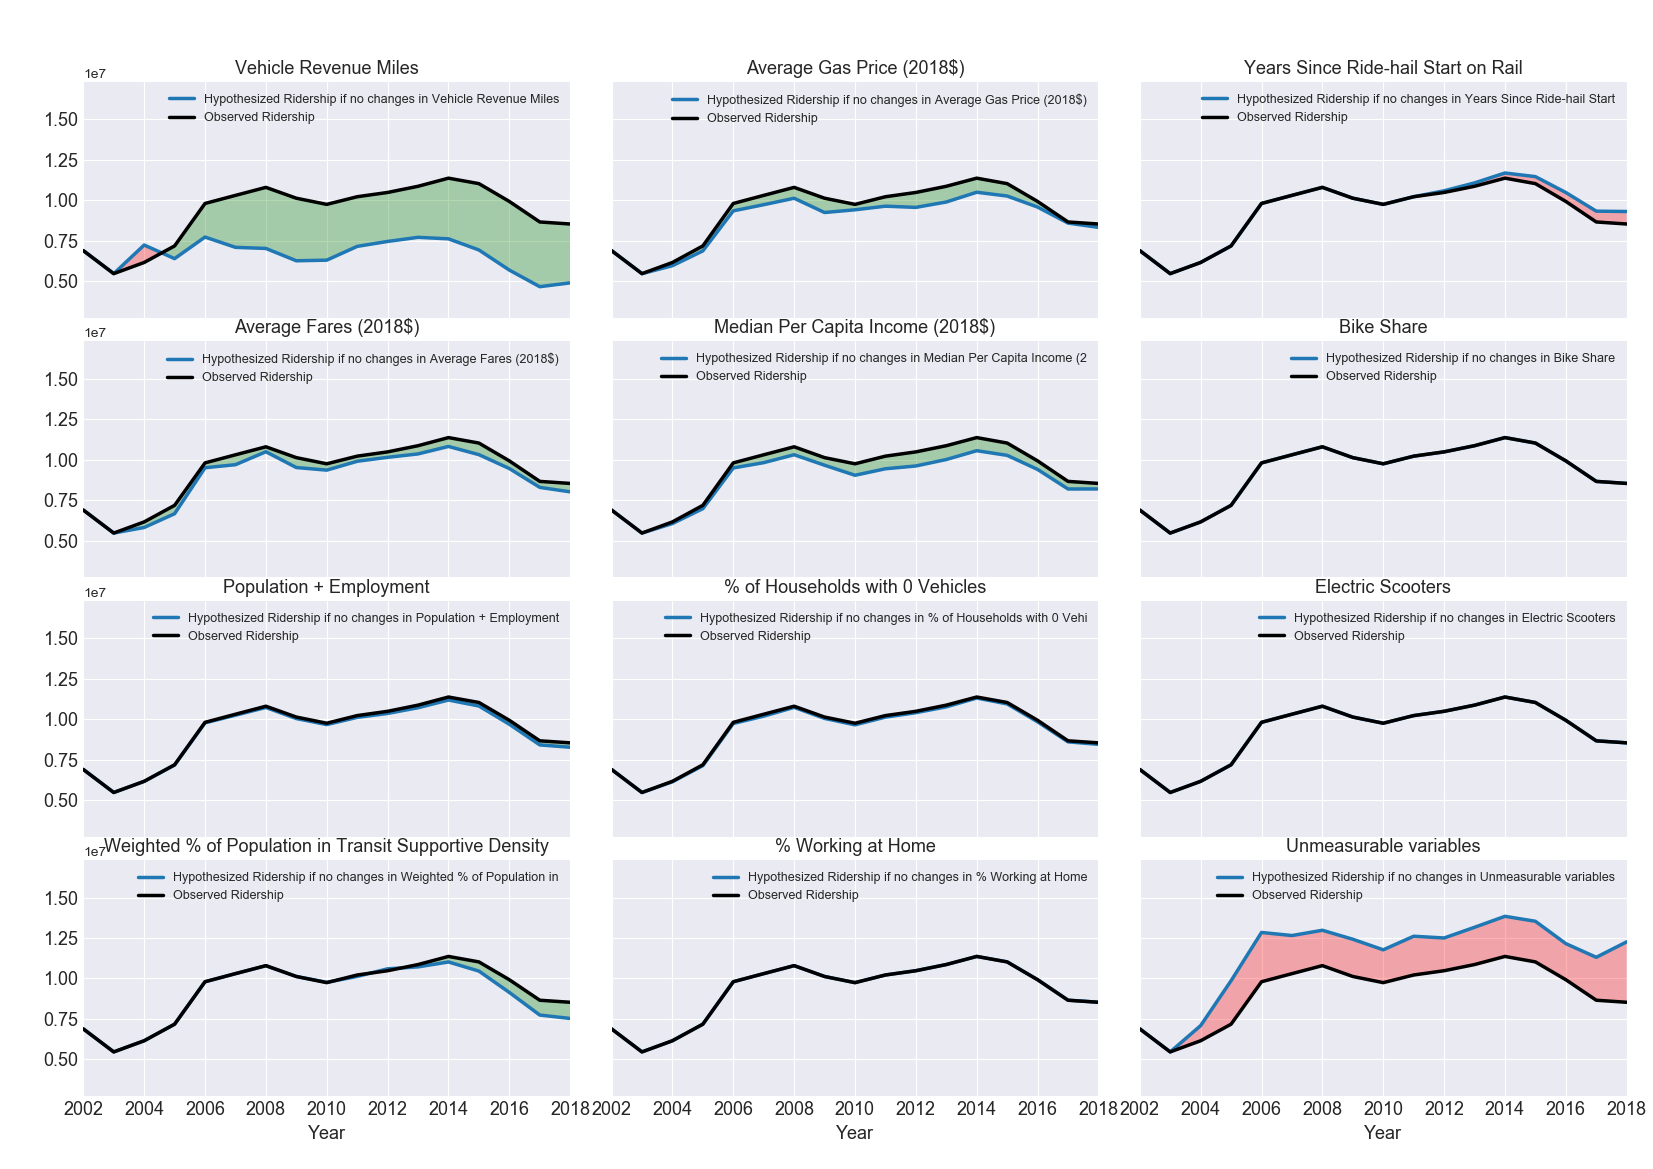 Vehicle Revenue Miles
1e7
Hypothesized Ridership if no changes in Vehicle Revenue Miles
Observed Ridership
1.50
1.25
1.00
0.75
0.50
Average Gas Price (2018$)
Hypothesized Ridership if no changes in Average Gas Price (2018$)
Observed Ridership
Years Since Ride-hail Start on Rail
Hypothesized Ridership if no changes in Years Since Ride-hail Start
Observed Ridership
Average Fares (2018$)
1e7
Hypothesized Ridership if no changes in Average Fares (2018$)
Observed Ridership
1.50
1.25
1.00
0.75
0.50
Median Per Capita Income (2018$)
Hypothesized Ridership if no changes in Median Per Capita Income (2
Observed Ridership
Bike Share
Hypothesized Ridership if no changes in Bike Share
Observed Ridership
Population + Employment
1e7
Hypothesized Ridership if no changes in Population + Employment
Observed Ridership
1.50
1.25
1.00
0.75
0.50
% of Households with 0 Vehicles
Hypothesized Ridership if no changes in % of Households with 0 Vehi
Observed Ridership
Electric Scooters
Hypothesized Ridership if no changes in Electric Scooters
Observed Ridership
Weighted % of Population in Transit Supportive Density
1e7
Hypothesized Ridership if no changes in Weighted % of Population in
Observed Ridership
1.50
1.25
1.00
0.75
0.50
2002 2004 2006 2008 2010 2012 2014 2016 2018
Year
% Working at Home
Hypothesized Ridership if no changes in % Working at Home
Observed Ridership
2002 2004 2006 2008 2010 2012 2014 2016 2018
Year
Unmeasurable variables
Hypothesized Ridership if no changes in Unmeasurable variables
Observed Ridership
2002 2004 2006 2008 2010 2012 2014 2016 2018
Year